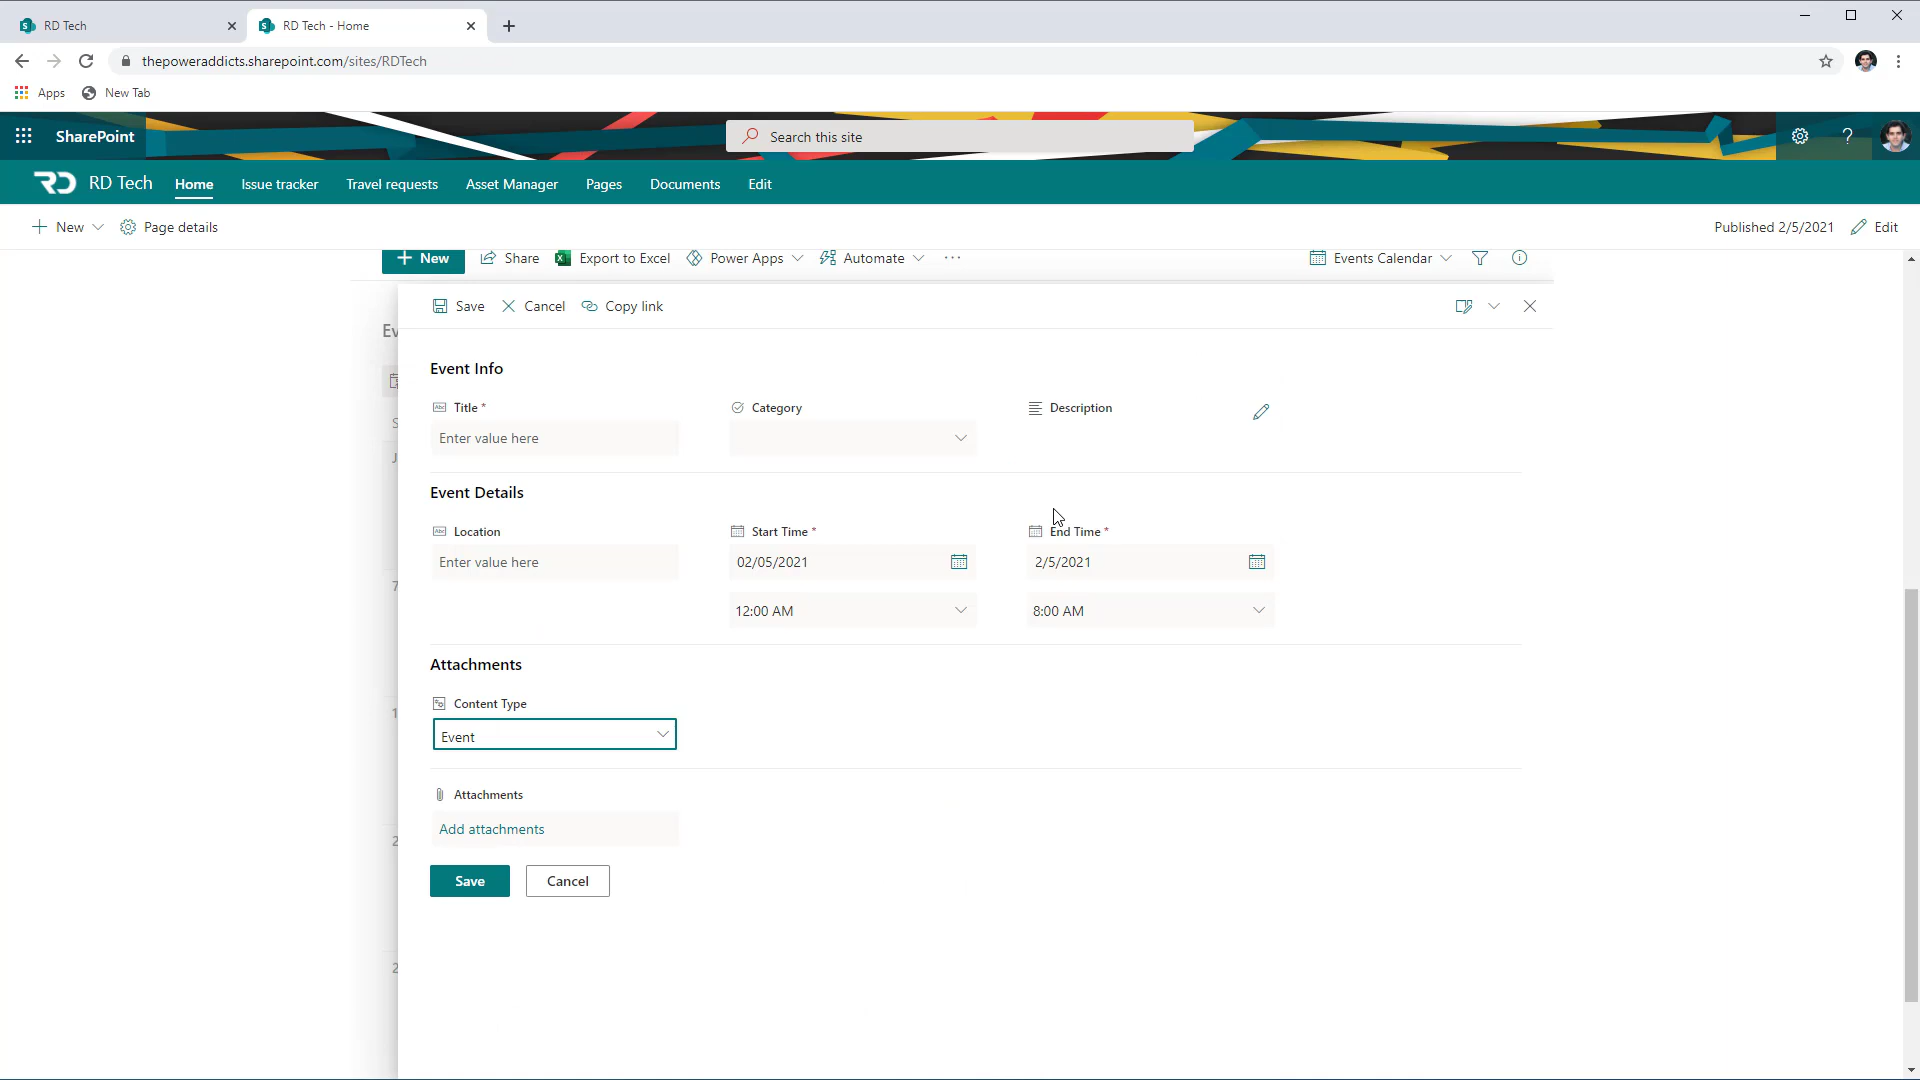 RD Tech
RD Tech - Home
thepoweraddicts.sharepoint.com/sites/RDTech
Apps
New Tab
SharePoint
Search this site
RD
RD Tech
Home
Issue tracker
Travel requests
Asset Manager
Pages
Documents
Edit
New
Page details
Published 2/5/2021
Edit
New
Share
Export to Excel
Power Apps
Automate
Events Calendar
Save
Cancel
Copy link
Ev
Event Info
Title *
Category
Description
Enter value here
Event Details
Location
Start Time *
End Time *
Enter value here
02/05/2021
2/5/2021
12:00 AM
8:00 AM
Attachments
Content Type
Event
Attachments
Add attachments
Save
Cancel